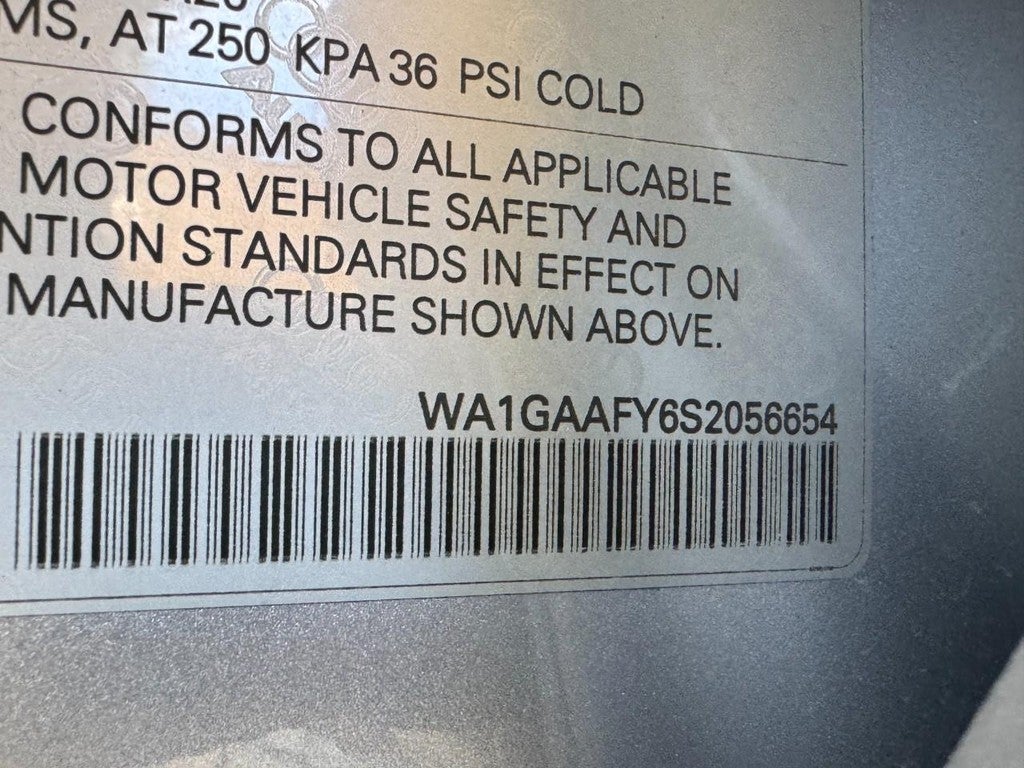 MS, AT 250 KPA 36 PSI COLD
CONFORMS TO ALL APPLICABLE
MOTOR VEHICLE SAFETY AND
NTION STANDARDS IN EFFECT ON
MANUFACTURE SHOWN ABOVE.
WA1GAAFY6S2056654